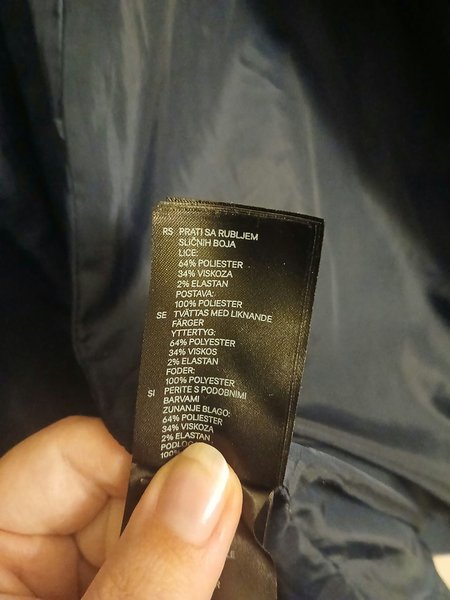 RS PRATI SA RUBLJEM
SLIČNIH BOJA
LICE:
64% POLIESTER
34% VISKOZA
2% ELASTAN
POSTAVA:
100% POLIESTER
SE TVÄTTAS MED LIKNANDE
FÄRGER
YTTERTYG:
64% POLYESTER
34% VISKOS
2% ELASTAN
FODER:
100% POLYESTER
SI PERITE S PODOBNIMI
BARVAMI
ZUNANJE BLAGO:
64% POLIESTER
34% VISKOZA
2% ELASTAN